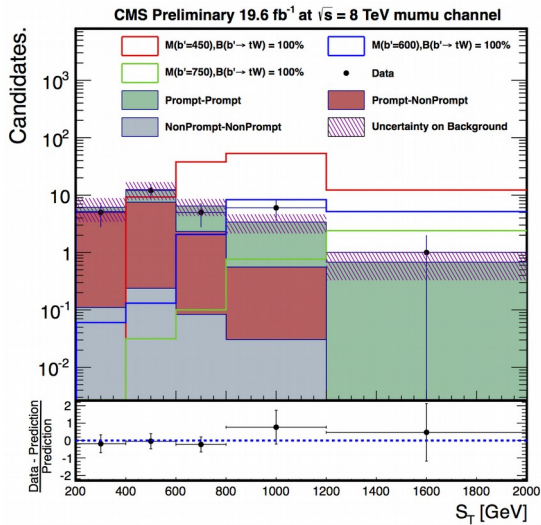 CMS Preliminary 19.6 fb⁻¹ at √s = 8 TeV mumu channel
M(b'=450),B(b'→ tW) = 100%
M(b'=600),B(b'→ tW) = 100%
M(b'=750),B(b'→ tW) = 100%
Data
Prompt-Prompt
Prompt-NonPrompt
NonPrompt-NonPrompt
Uncertainty on Background
Candidates.
10³
10²
10
1
10⁻¹
10⁻²
Data - Prediction
Prediction
2
1
0
-1
-2
200 400 600 800 1000 1200 1400 1600 1800 2000
S_T [GeV]